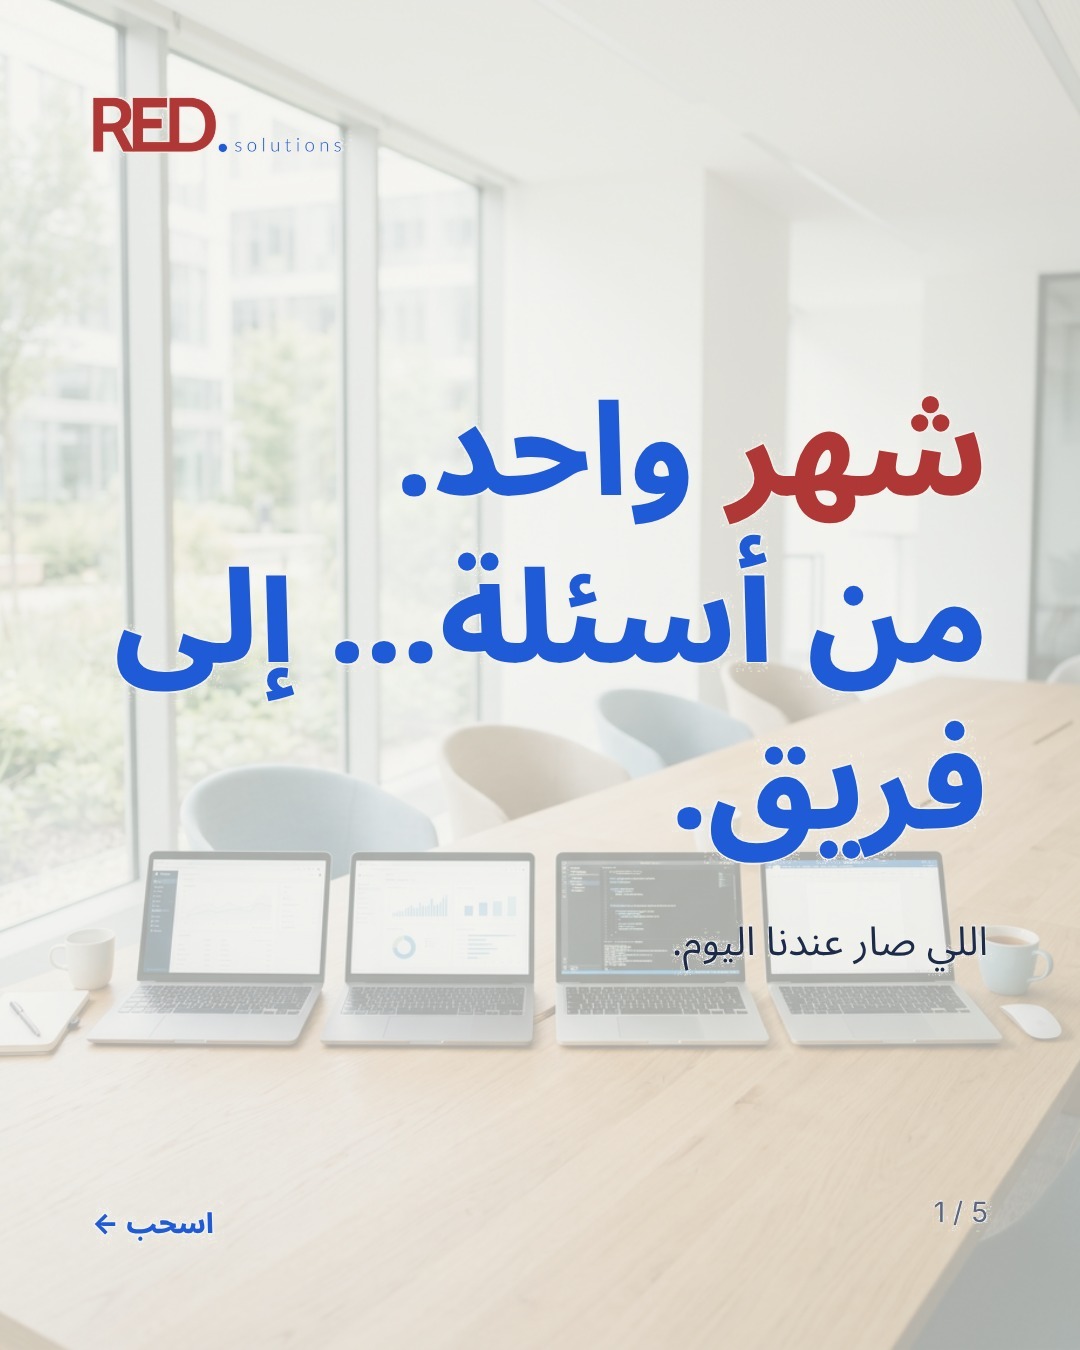 RED.solutions
شهر واحد.
من أسئلة... إلى
فريق.
اللي صار عندنا اليوم.
اسحب ←
1 / 5